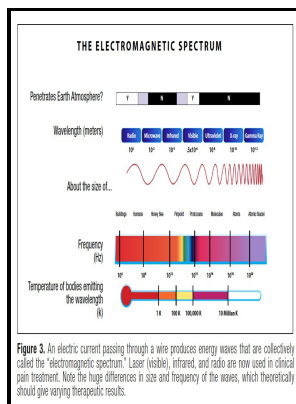 THE ELECTROMAGNETIC SPECTRUM
Penetrates Earth Atmosphere?
Y N Y N
Wavelength (meters)
Radio Microwave Infrared Visible Ultraviolet X-ray Gamma Ray
About the size of...
Buildings Humans Honey Bee Pinpoint Protozoans Molecules Atoms Atomic Nuclei
Frequency
(Hz)
Temperature of bodies emitting
the wavelength
(k)
1 K 100 K 10,000 K 10 Million K
Figure 3. An electric current passing through a wire produces energy waves that are collectively
called the "electromagnetic spectrum." Laser (visible), infrared, and radio are now used in clinical
pain treatment. Note the huge differences in size and frequency of the waves, which theoretically
should give varying therapeutic results.